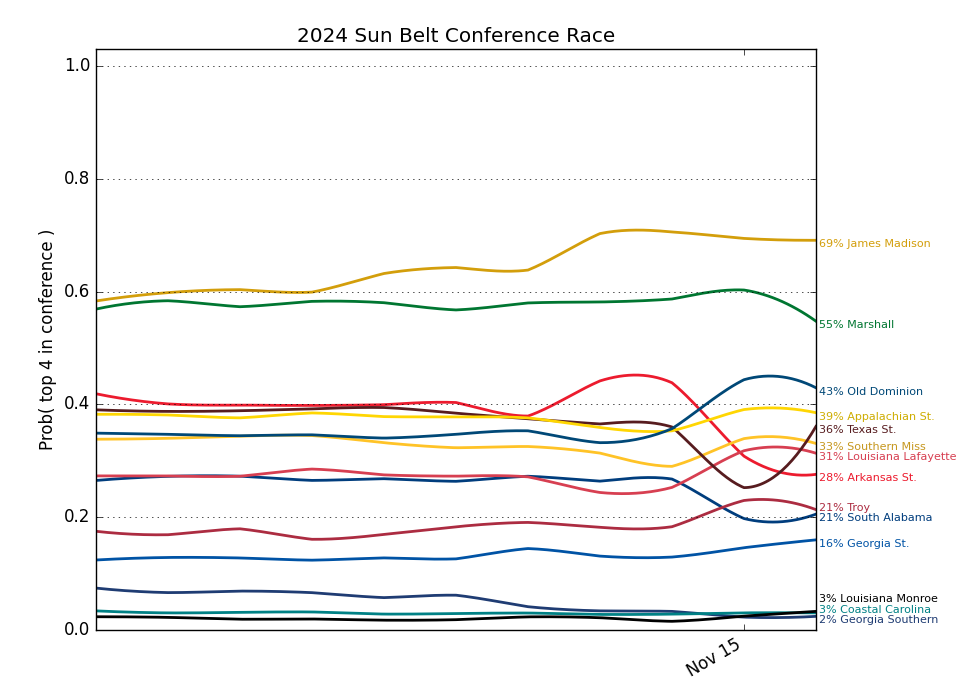 2024 Sun Belt Conference Race
Prob( top 4 in conference )
1.0
0.8
0.6
0.4
0.2
0.0
Nov 15
69% James Madison
55% Marshall
43% Old Dominion
39% Appalachian St.
36% Texas St.
33% Southern Miss
31% Louisiana Lafayette
28% Arkansas St.
21% Troy
21% South Alabama
16% Georgia St.
3% Louisiana Monroe
3% Coastal Carolina
2% Georgia Southern